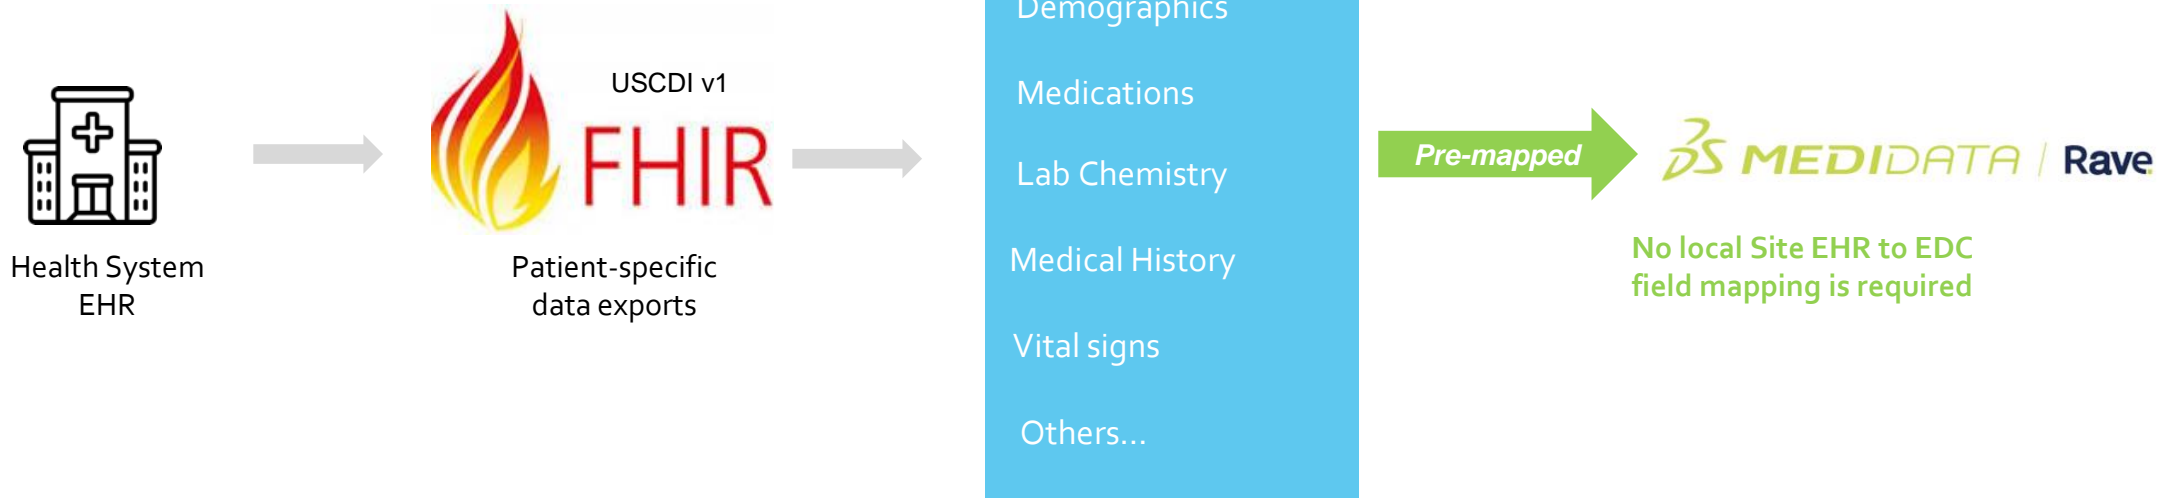 Health System
EHR
USCDI v1
FHIR
Patient-specific
data exports
Demographics
Medications
Lab Chemistry
Medical History
Vital signs
Others...
Pre-mapped
MEDIDATA | Rave
No local Site EHR to EDC
field mapping is required